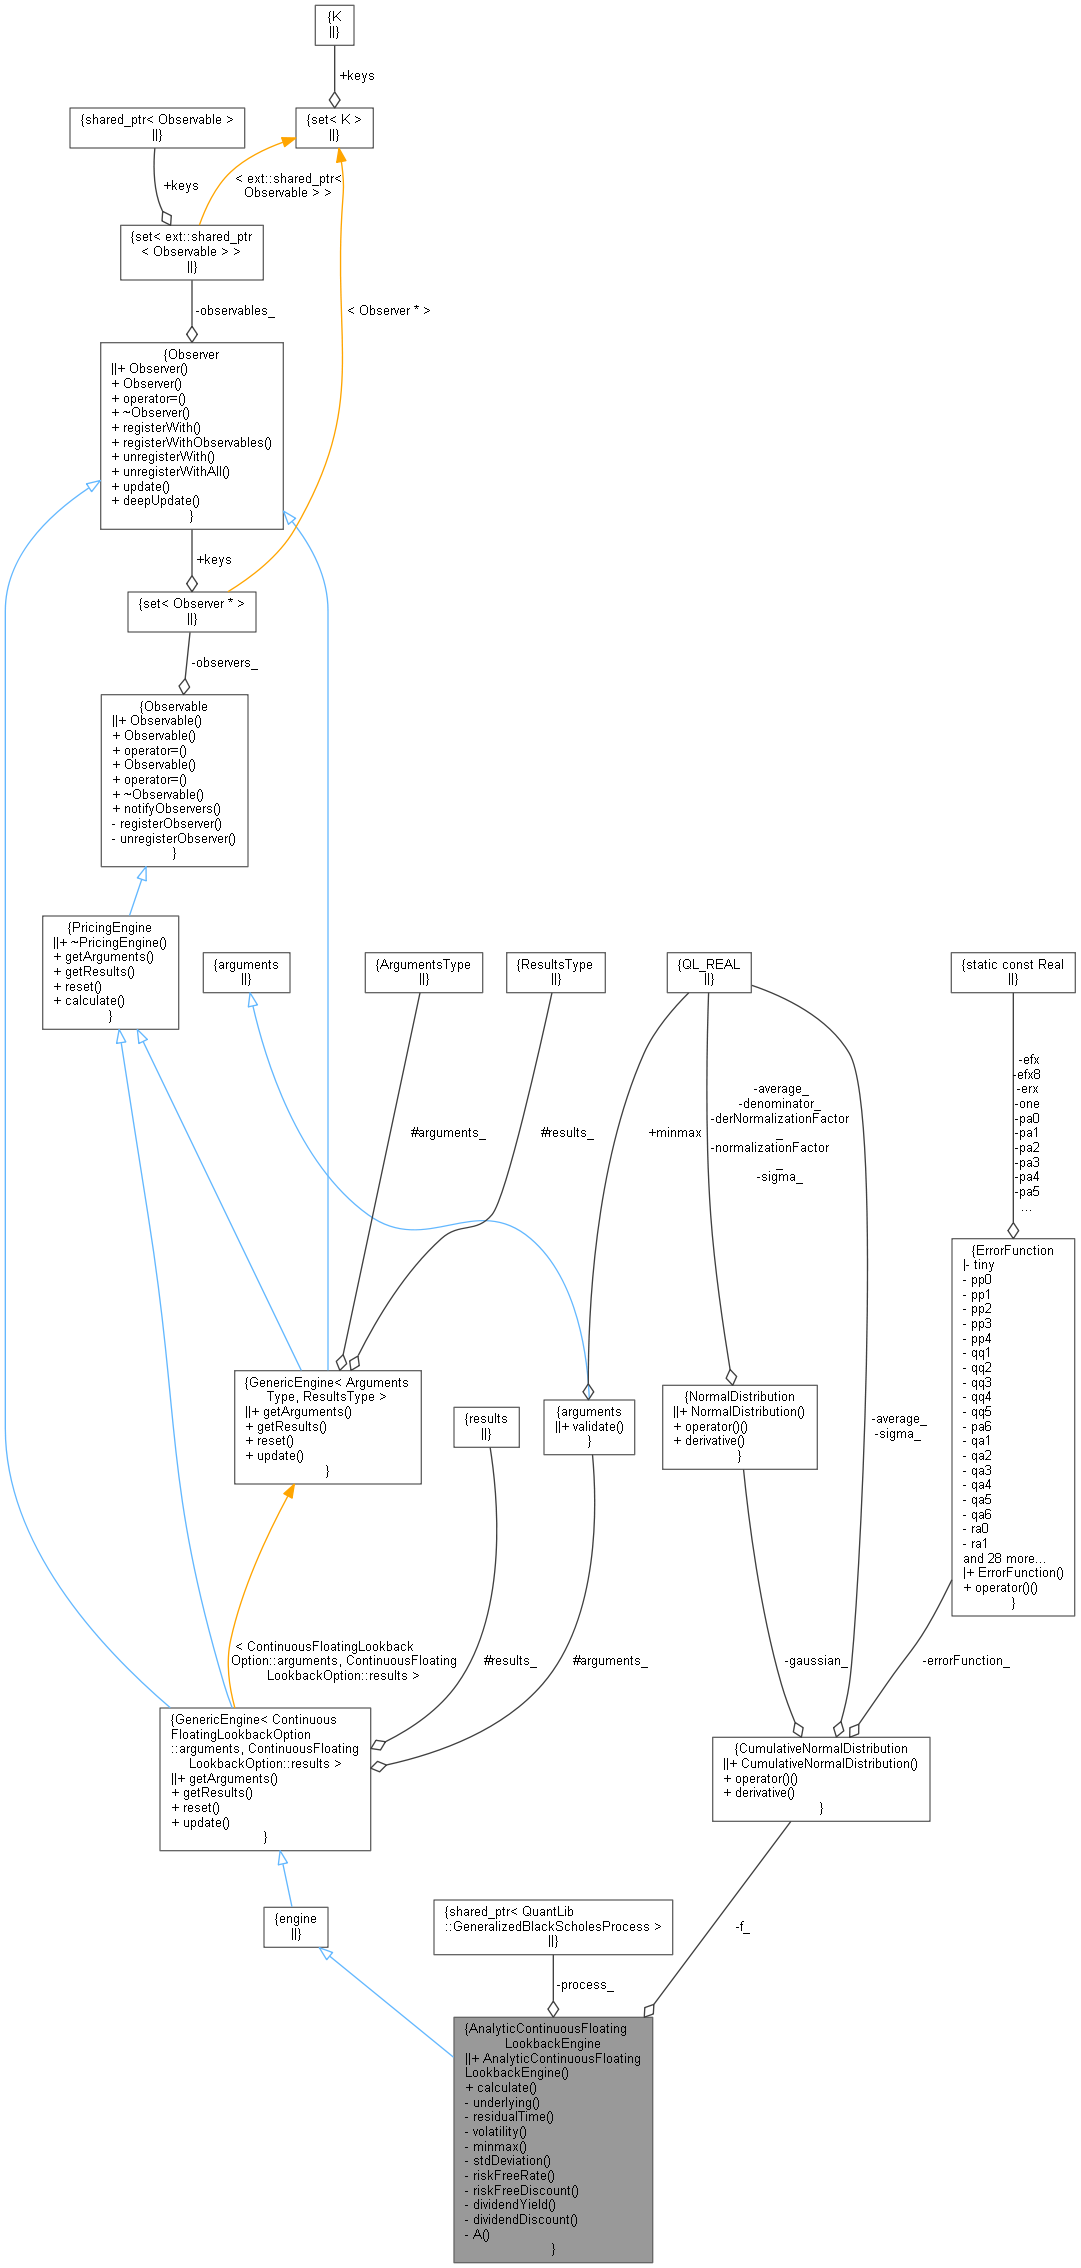 {K
||}
+keys
{shared_ptr< Observable >
||}
{set< K >
||}
+keys
< ext::shared_ptr<
Observable > >
{set< ext::shared_ptr
< Observable > >
||}
-observables_
< Observer * >
{Observer
||+ Observer()
+ Observer()
+ operator=()
+ ~Observer()
+ registerWith()
+ registerWithObservables()
+ unregisterWith()
+ unregisterWithAll()
+ update()
+ deepUpdate()
}
+keys
{set< Observer * >
||}
-observers_
{Observable
||+ Observable()
+ Observable()
+ operator=()
+ Observable()
+ operator=()
+ ~Observable()
+ notifyObservers()
- registerObserver()
- unregisterObserver()
}
{PricingEngine
||+ ~PricingEngine()
+ getArguments()
+ getResults()
+ reset()
+ calculate()
}
{arguments
||}
{ArgumentsType
||}
{ResultsType
||}
{QL_REAL
||}
{static const Real
||}
#arguments_
#results_
+minmax
-average_
-denominator_
-derNormalizationFactor
_
-normalizationFactor
_
-sigma_
-efx
-efx8
-erx
-one
-pa0
-pa1
-pa2
-pa3
-pa4
-pa5
...
{GenericEngine< Arguments
Type, ResultsType >
||+ getArguments()
+ getResults()
+ reset()
+ update()
}
{results
||}
{arguments
||+ validate()
}
{NormalDistribution
||+ NormalDistribution()
+ operator()()
+ derivative()
}
-average_
-sigma_
{ErrorFunction
|- tiny
- pp0
- pp1
- pp2
- pp3
- pp4
- qq1
- qq2
- qq3
- qq4
- qq5
- pa6
- qa1
- qa2
- qa3
- qa4
- qa5
- qa6
- ra0
- ra1
and 28 more...
|+ ErrorFunction()
+ operator()()
}
< ContinuousFloatingLookback
Option::arguments, ContinuousFloating
LookbackOption::results >
#results_
#arguments_
-gaussian_
-errorFunction_
{GenericEngine< Continuous
FloatingLookbackOption
::arguments, ContinuousFloating
LookbackOption::results >
||+ getArguments()
+ getResults()
+ reset()
+ update()
}
{CumulativeNormalDistribution
||+ CumulativeNormalDistribution()
+ operator()()
+ derivative()
}
{engine
||}
{shared_ptr< QuantLib
::GeneralizedBlackScholesProcess >
||}
-f_
-process_
{AnalyticContinuousFloating
LookbackEngine
||+ AnalyticContinuousFloating
LookbackEngine()
+ calculate()
- underlying()
- residualTime()
- volatility()
- minmax()
- stdDeviation()
- riskFreeRate()
- riskFreeDiscount()
- dividendYield()
- dividendDiscount()
- A()
}